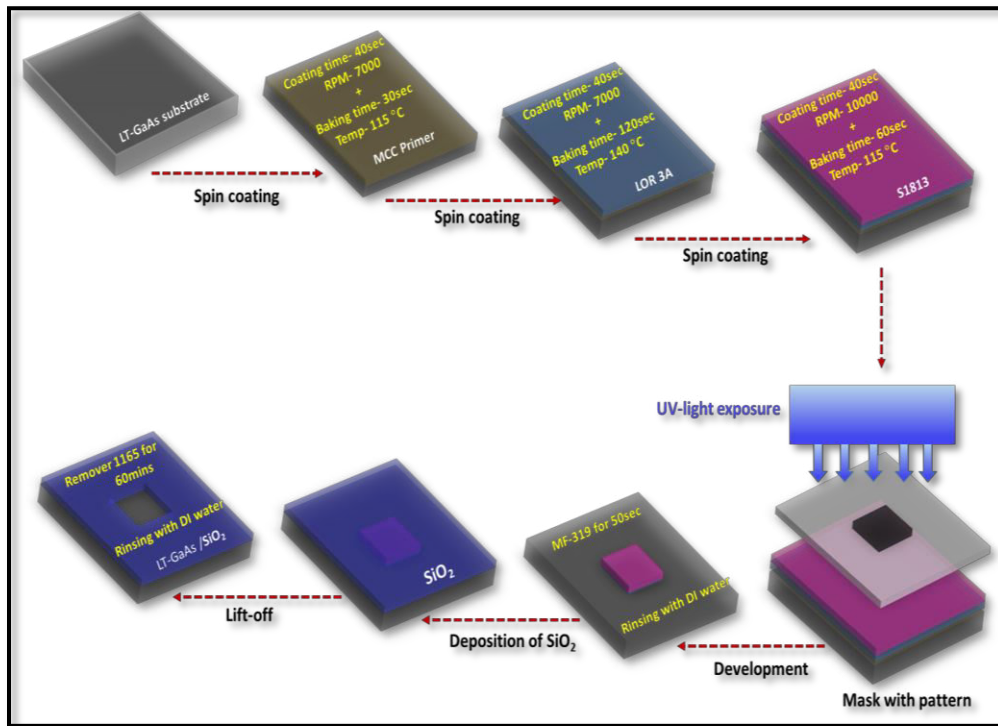 LT-GaAs substrate
Spin coating
Coating time- 40sec
RPM- 7000
+
Baking time- 30sec
Temp- 115 °C
MCC Primer
Spin coating
Coating time- 40sec
RPM- 7000
+
Baking time- 120sec
Temp- 140 °C
LOR 3A
Spin coating
Coating time- 40sec
RPM- 10000
+
Baking time- 60sec
Temp- 115 °C
S1813
UV-light exposure
Mask with pattern
Development
MF-319 for 50sec
Rinsing with DI water
Deposition of SiO₂
SiO₂
Lift-off
Remover 1165 for
60mins
Rinsing with DI water
LT-GaAs /SiO₂